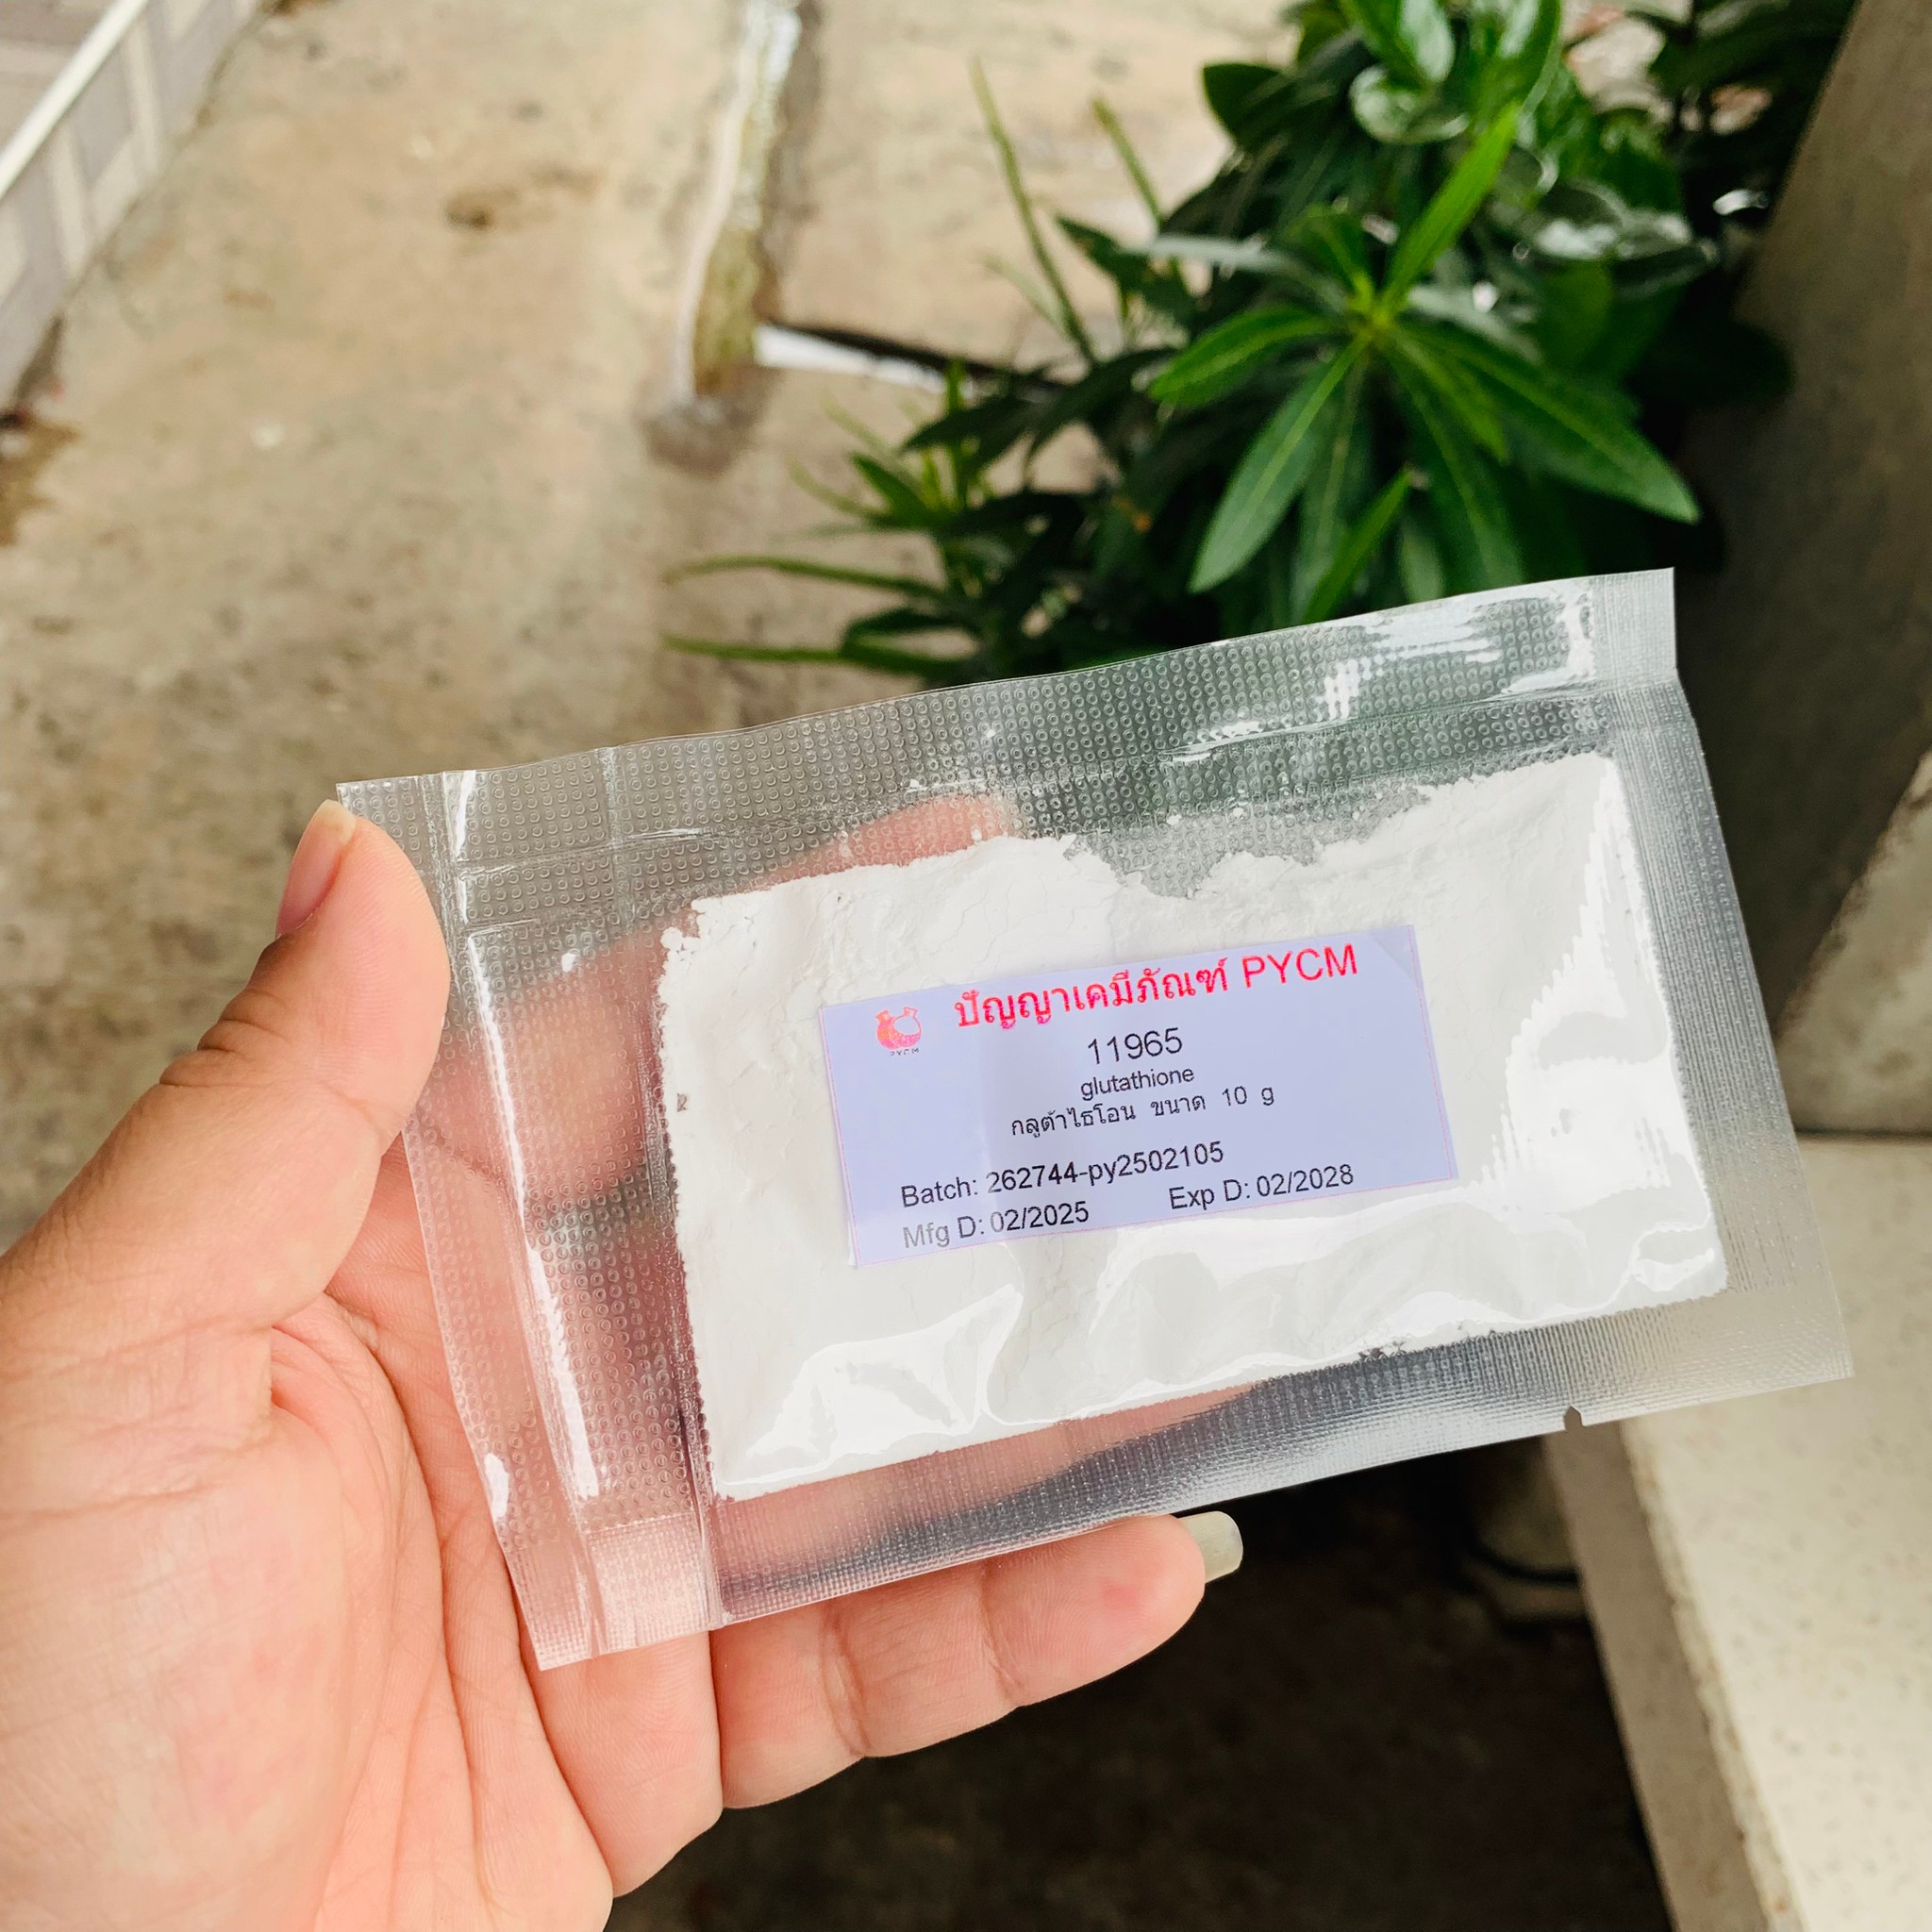 ปัญญาเคมีภัณฑ์ PYCM
PYCM
11965
glutathione
กลูต้าไธโอน ขนาด 10 g
Batch: 262744-py2502105
Mfg D: 02/2025 Exp D: 02/2028